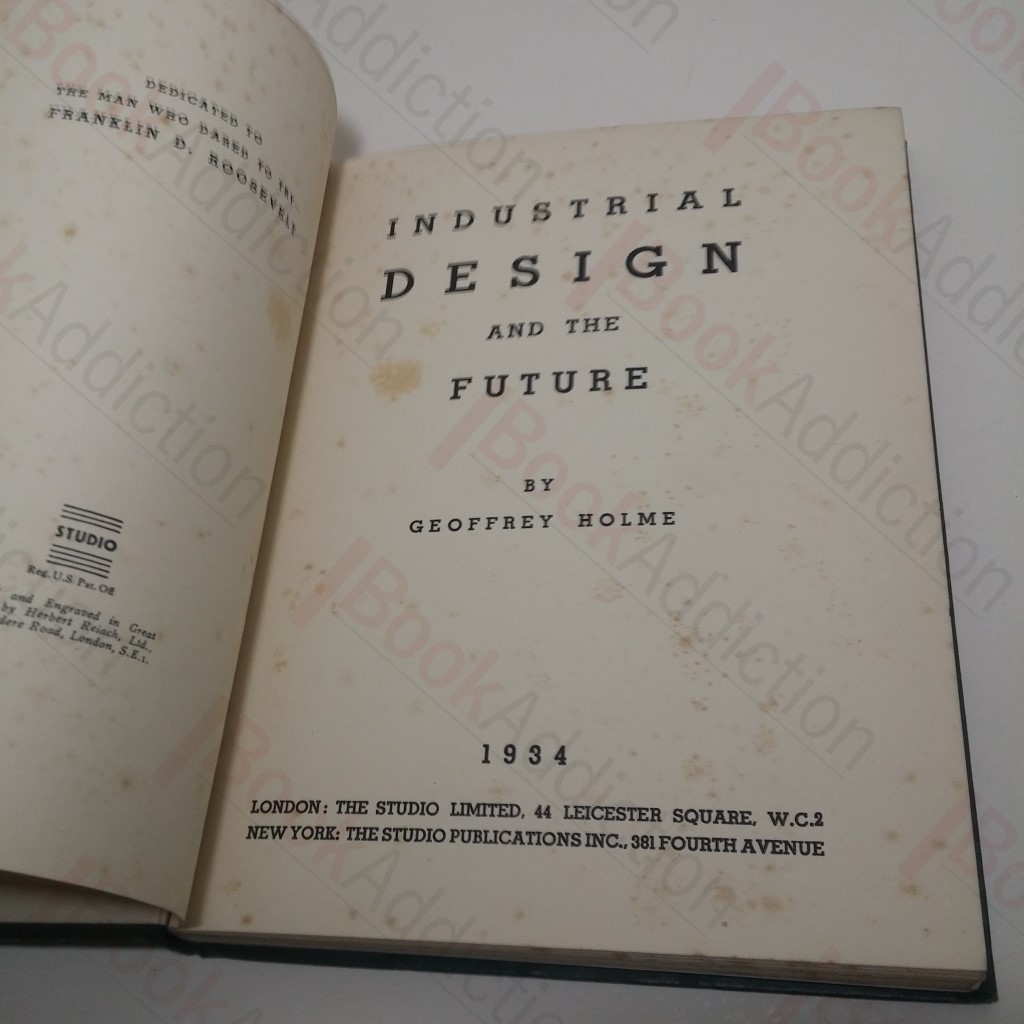 DEDICATED TO
THE MAN WHO DARED TO TRY.
FRANKLIN D. ROOSEVELT
STUDIO
Reg. U.S. Pat. Off
and Engraved in Great
by Herbert Reiach, Ltd.,
Road, London, S.E.1.
INDUSTRIAL
DESIGN
AND THE
FUTURE
BY
GEOFFREY HOLME
1934
LONDON: THE STUDIO LIMITED, 44 LEICESTER SQUARE, W.C.2
NEW YORK: THE STUDIO PUBLICATIONS INC., 381 FOURTH AVENUE
BookAddiction